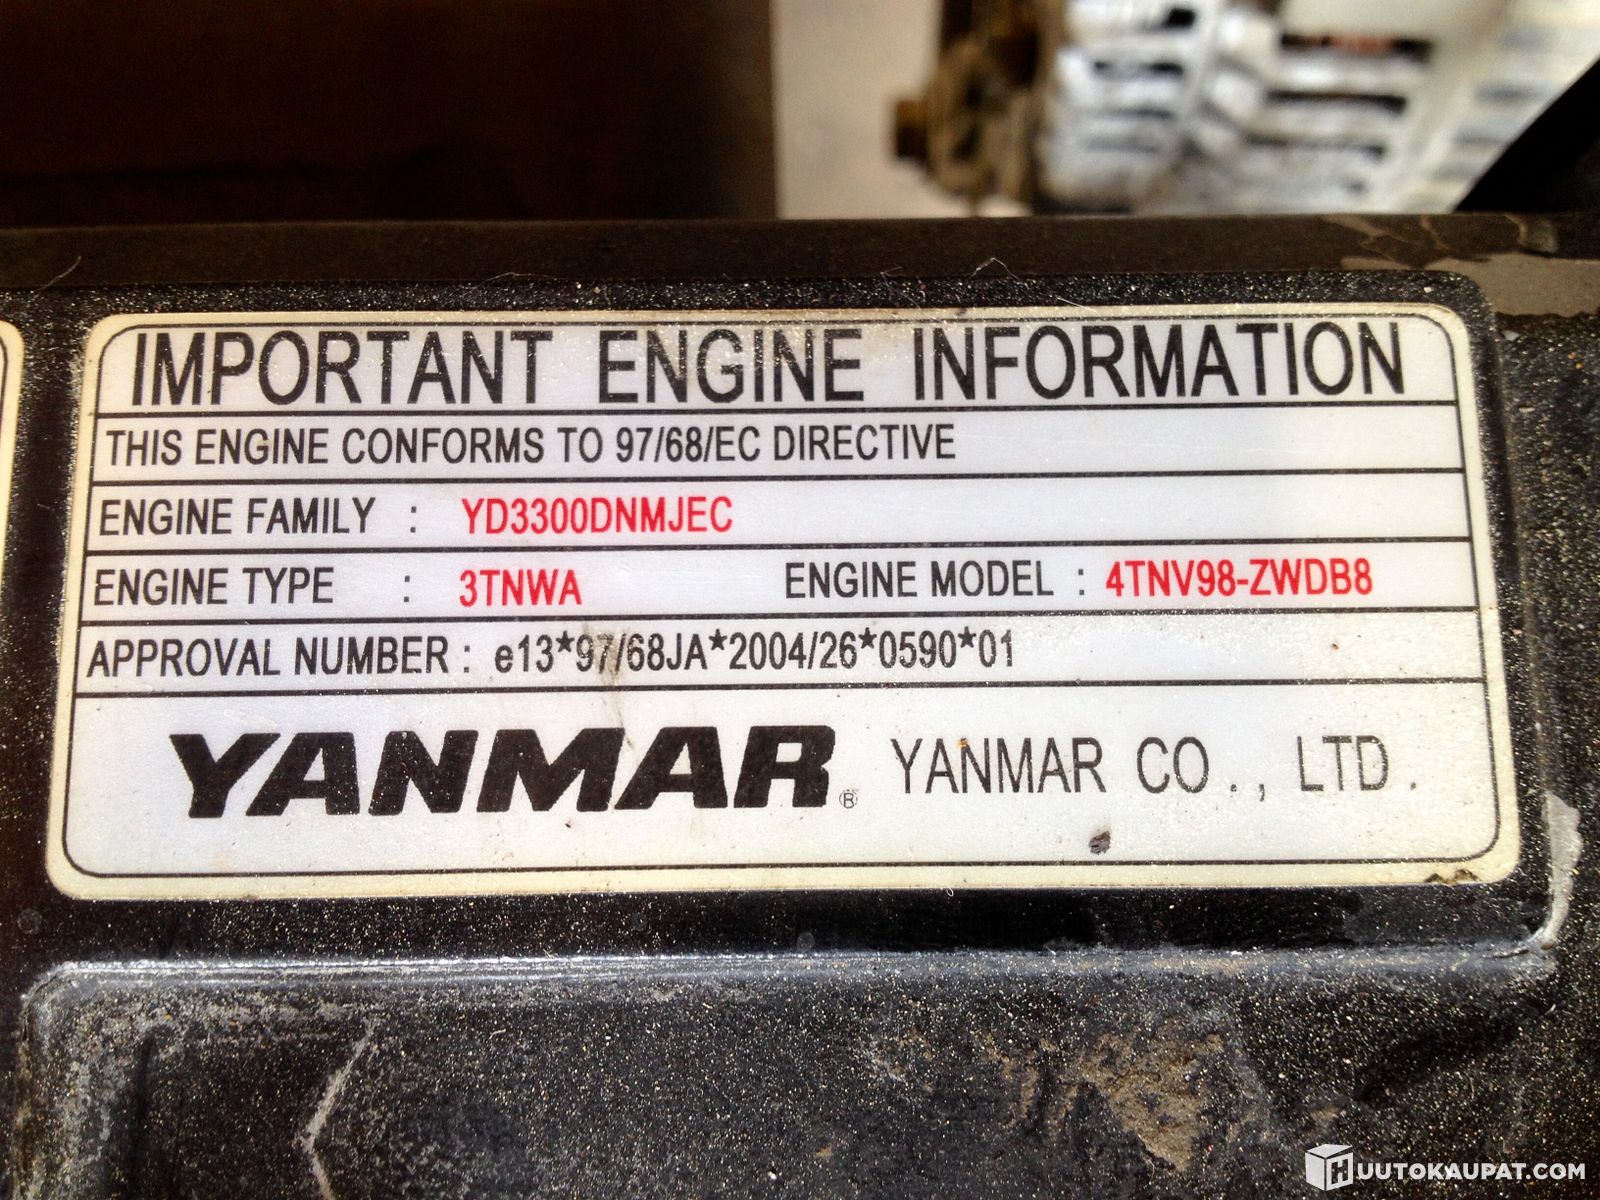 IMPORTANT ENGINE INFORMATION
THIS ENGINE CONFORMS TO 97/68/EC DIRECTIVE
ENGINE FAMILY : YD3300DNMJEC
ENGINE TYPE : 3TNWA ENGINE MODEL : 4TNV98-ZWDB8
APPROVAL NUMBER : e13*97/68JA*2004/26*0590*01
YANMAR® YANMAR CO., LTD.
HUUTOKAUPAT.COM